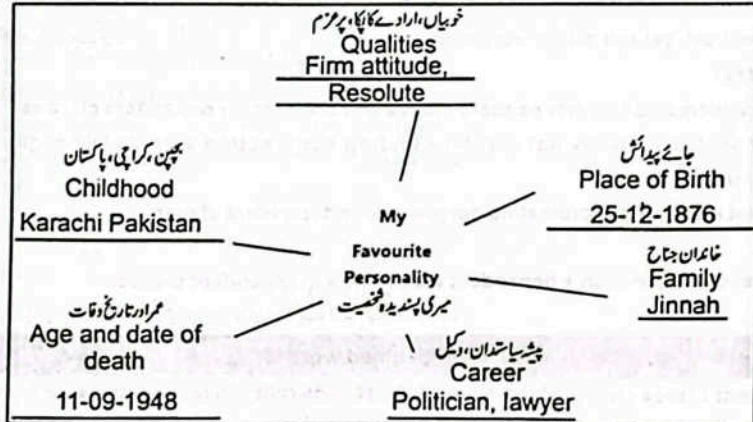 خوبیاں، ارادے کا پکا، پر عزم
Qualities
Firm attitude,
Resolute
بچپن، کراچی، پاکستان
Childhood
Karachi Pakistan
جائے پیدائش
Place of Birth
25-12-1876
My
Favourite
Personality
میری پسندیدہ شخصیت
خاندان جناح
Family
Jinnah
عمر اور تاریخ وفات
Age and date of
death
11-09-1948
پیشہ سیاستدان، وکیل
Career
Politician, lawyer